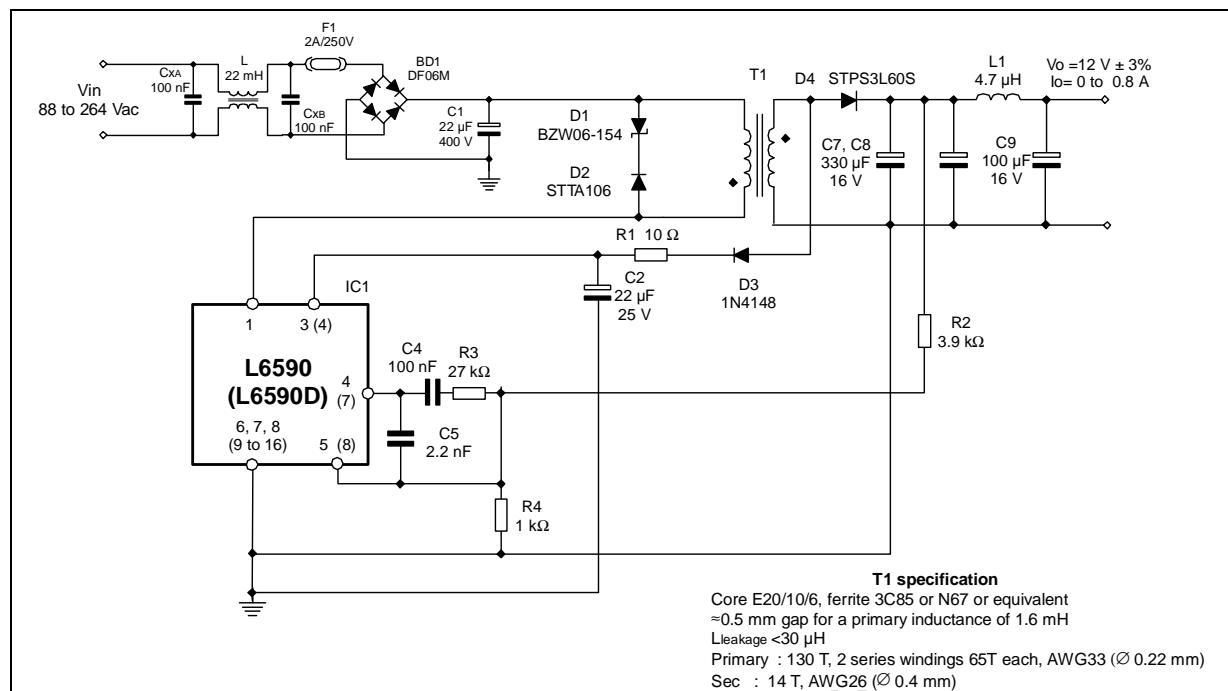 F1
2A/250V
BD1
DF06M
CxA
100 nF
L
22 mH
Vin
88 to 264 Vac
CxB
100 nF
C1
22 µF
400 V
D1
BZW06-154
D2
STTA106
T1
D4 STPS3L60S
L1
4.7 µH
Vo =12 V ± 3%
Io= 0 to 0.8 A
C7, C8
330 µF
16 V
C9
100 µF
16 V
R1 10 Ω
C2
22 µF
25 V
D3
1N4148
R2
3.9 kΩ
IC1
1
3 (4)
L6590
(L6590D)
4
(7)
6, 7, 8
(9 to 16)
5 (8)
C4
100 nF
R3
27 kΩ
C5
2.2 nF
R4
1 kΩ
T1 specification
Core E20/10/6, ferrite 3C85 or N67 or equivalent
≈0.5 mm gap for a primary inductance of 1.6 mH
Lleakage <30 µH
Primary : 130 T, 2 series windings 65T each, AWG33 (∅ 0.22 mm)
Sec : 14 T, AWG26 (∅ 0.4 mm)